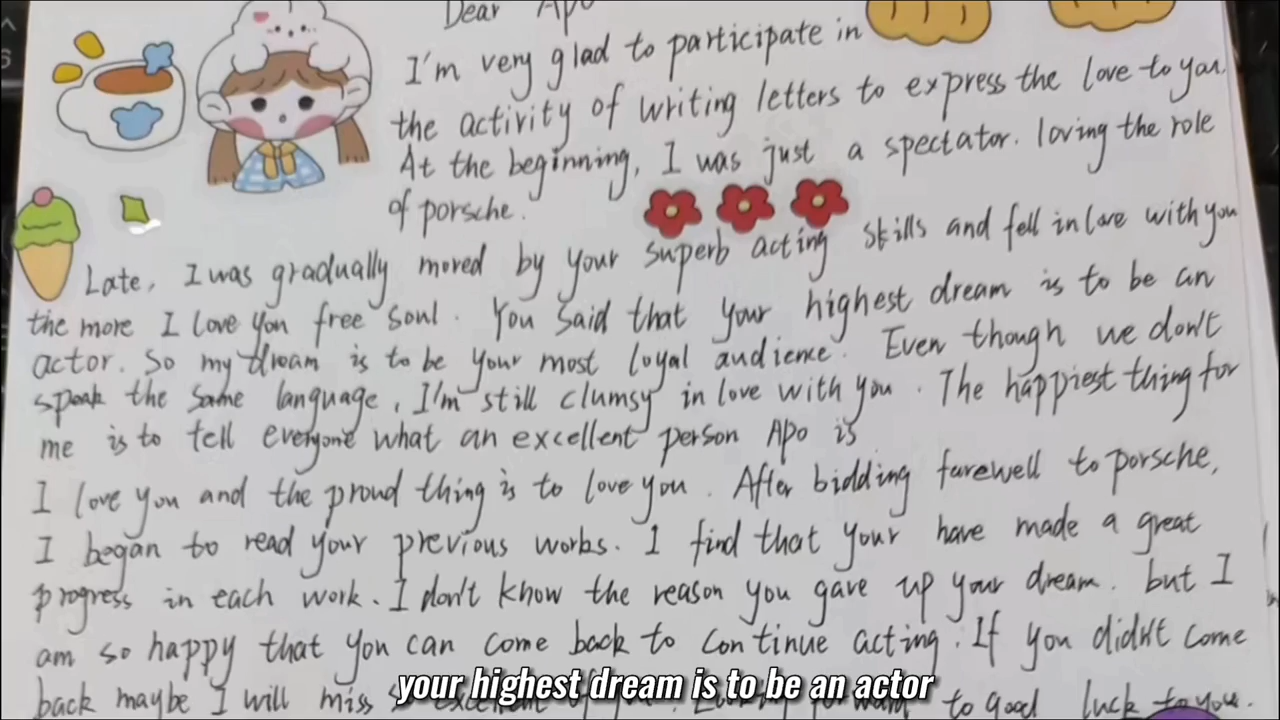 Dear Apo
I'm very glad to participate in
the activity of writing letters to express the love to you.
At the beginning, I was just a spectator. loving the role
of porsche.
Late, I was gradually moved by your superb acting skills and fell in love with you
the more I love you free soul. You said that your highest dream is to be an
actor. So my dream is to be your most loyal audience. Even though we don't
speak the same language, I'm still clumsy in love with you. The happiest thing for
me is to tell everyone what an excellent person Apo is
I love you and the proud thing is to love you. After bidding farewell to porsche,
I began to read your previous works. I find that your have made a great
progress in each work. I don't know the reason you gave up your dream. but I
am so happy that you can come back to continue acting. If you didn't come
back maybe I will miss to good luck to you.
your highest dream is to be an actor